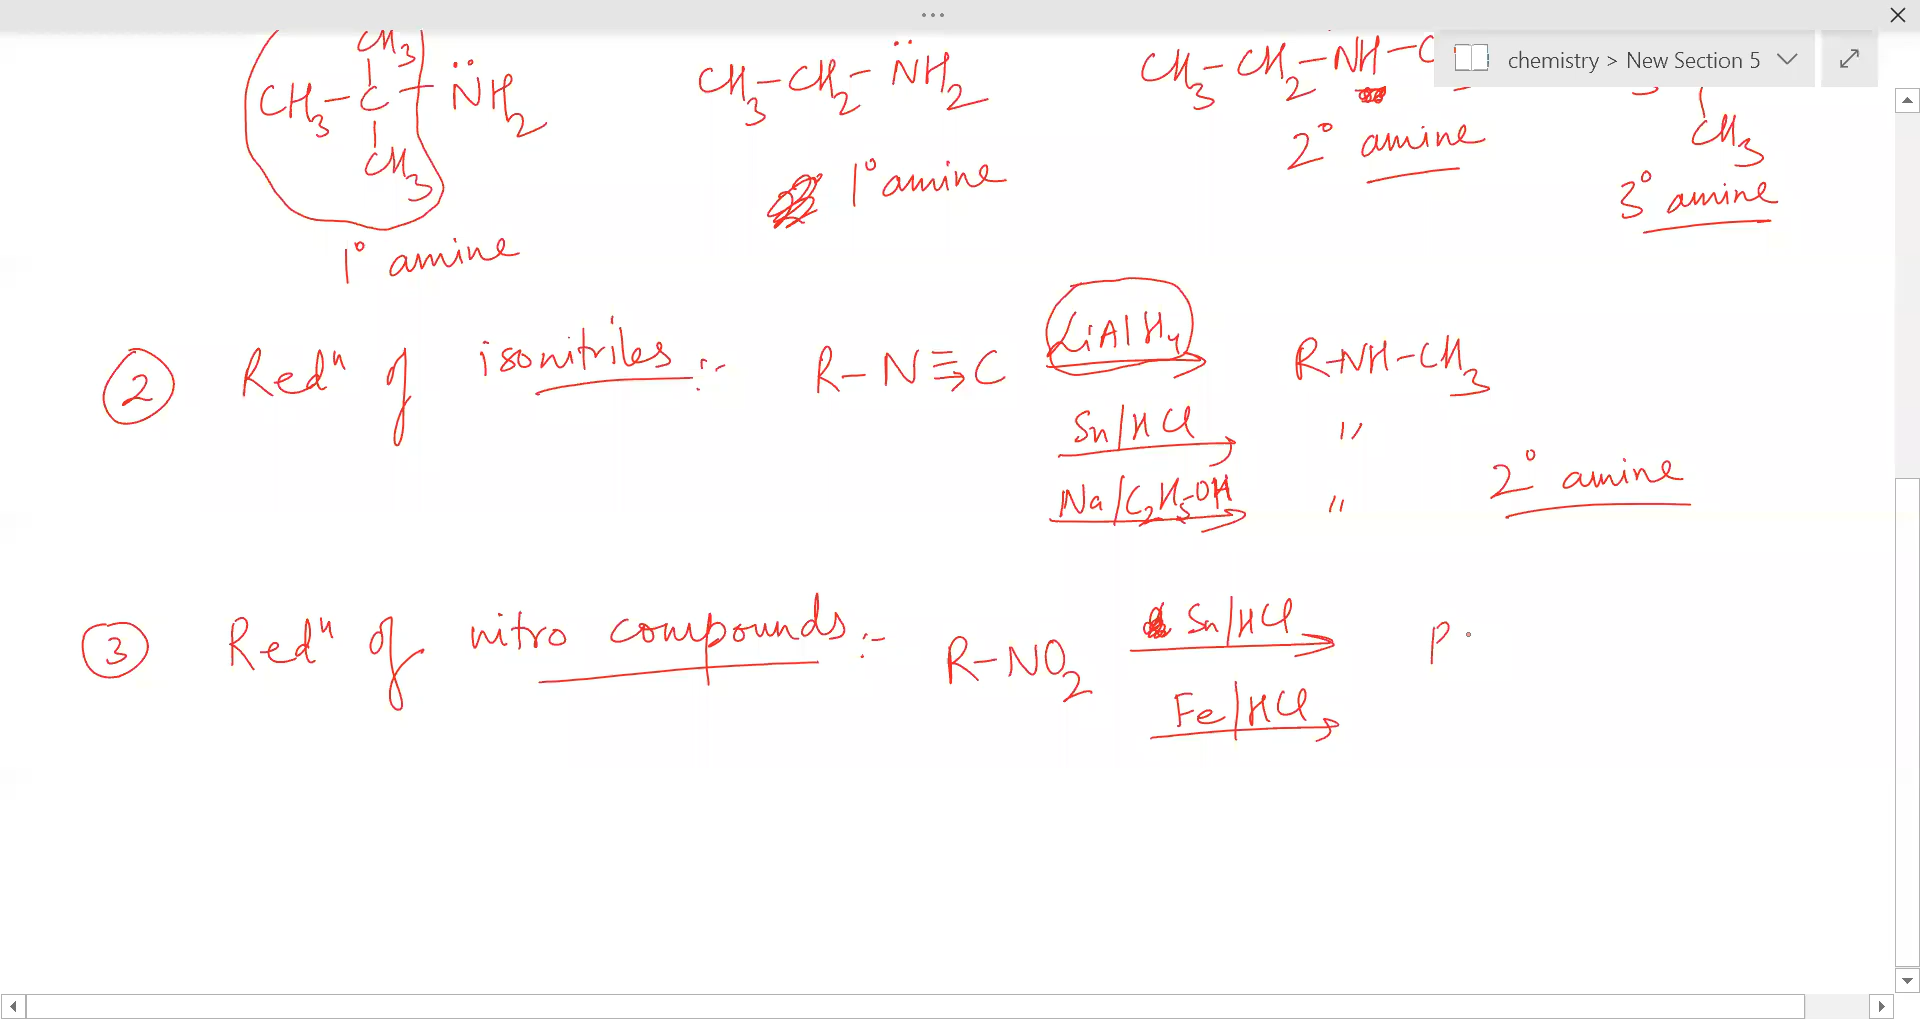 chemistry > New Section 5
CH3
CH3-C-NH2
CH3
1° amine
CH3-CH2-NH2
1° amine
CH3-CH2-NH-C
2° amine
CH3
3° amine
2 Redn of isonitriles :- R-N≡C LiAlH4 R-NH-CH3
Sn/HCl "
Na/C2H5-OH " 2° amine
3 Redn of nitro compounds :- R-NO2 Sn/HCl
Fe/HCl